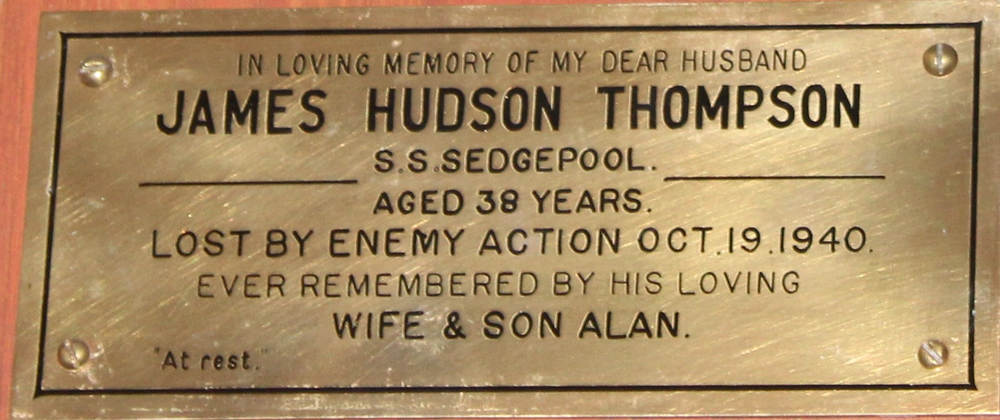 IN LOVING MEMORY OF MY DEAR HUSBAND
JAMES HUDSON THOMPSON
S.S.SEDGEPOOL.
AGED 38 YEARS.
LOST BY ENEMY ACTION OCT.19.1940.
EVER REMEMBERED BY HIS LOVING
WIFE & SON ALAN.
"At rest."